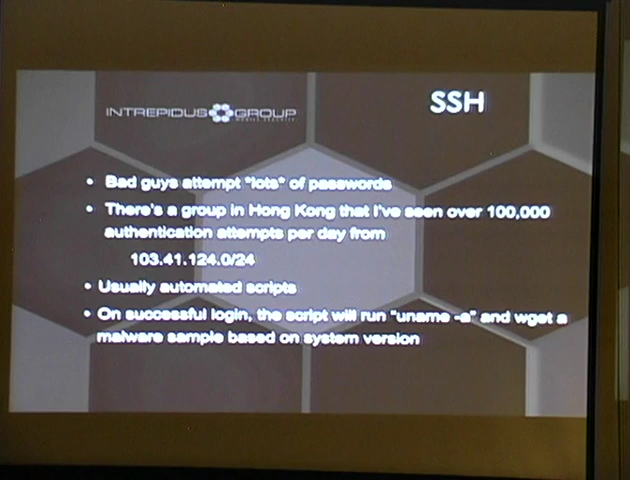 INTREPIDUS GROUP
SSH
• Bad guys attempt *lots* of passwords
• There's a group in Hong Kong that I've seen over 100,000
authentication attempts per day from
103.41.124.0/24
• Usually automated scripts
• On successful login, the script will run "uname -a" and wget a
malware sample based on system version